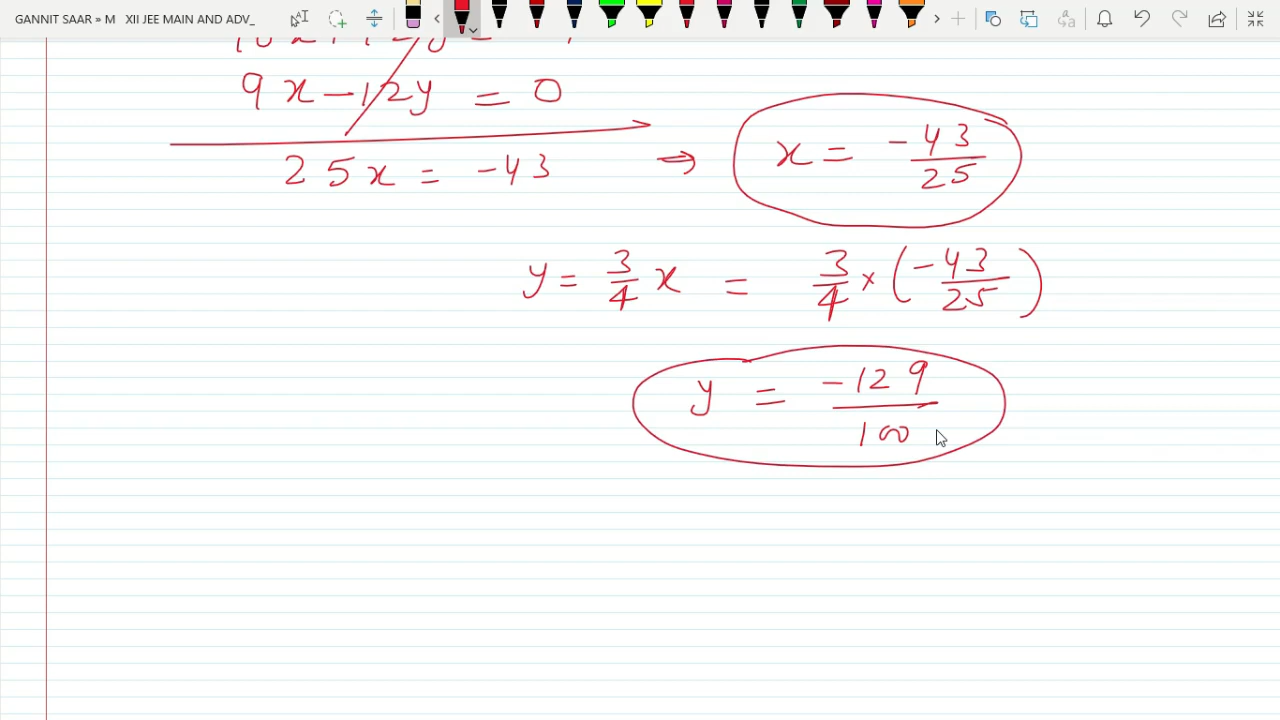 GANNIT SAAR » M XII JEE MAIN AND ADV_
9x - 12y = 0
25x = -43 ⇒ x = -43/25
y = 3/4 x = 3/4 × (-43/25)
y = -129/100